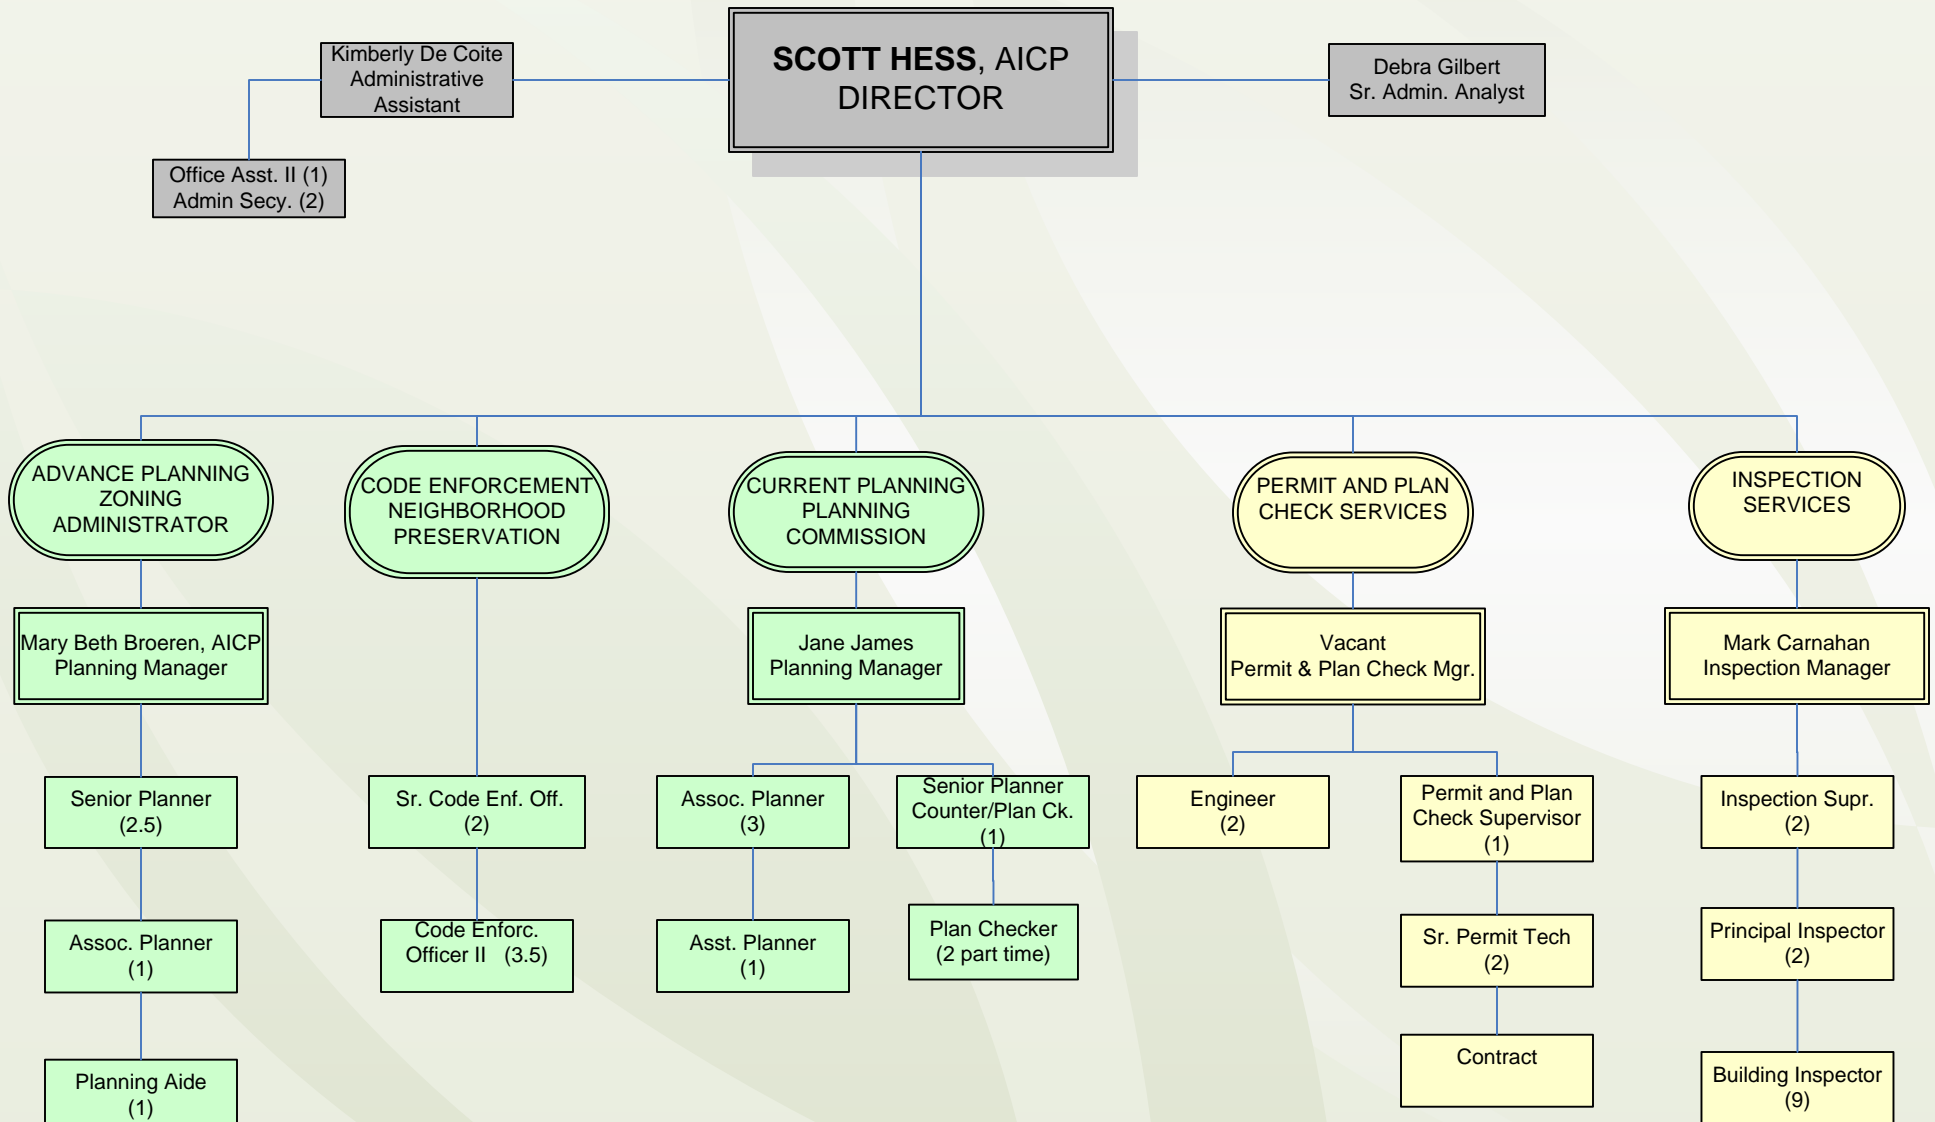 Kimberly De Coite
Administrative
Assistant
SCOTT HESS, AICP
DIRECTOR
Debra Gilbert
Sr. Admin. Analyst
Office Asst. II (1)
Admin Secy. (2)
ADVANCE PLANNING
ZONING
ADMINISTRATOR
CODE ENFORCEMENT
NEIGHBORHOOD
PRESERVATION
CURRENT PLANNING
PLANNING
COMMISSION
PERMIT AND PLAN
CHECK SERVICES
INSPECTION
SERVICES
Mary Beth Broeren, AICP
Planning Manager
Jane James
Planning Manager
Vacant
Permit & Plan Check Mgr.
Mark Carnahan
Inspection Manager
Senior Planner
(2.5)
Sr. Code Enf. Off.
(2)
Assoc. Planner
(3)
Senior Planner
Counter/Plan Ck.
(1)
Engineer
(2)
Permit and Plan
Check Supervisor
(1)
Inspection Supr.
(2)
Assoc. Planner
(1)
Code Enforc.
Officer II (3.5)
Asst. Planner
(1)
Plan Checker
(2 part time)
Sr. Permit Tech
(2)
Principal Inspector
(2)
Planning Aide
(1)
Contract
Building Inspector
(9)